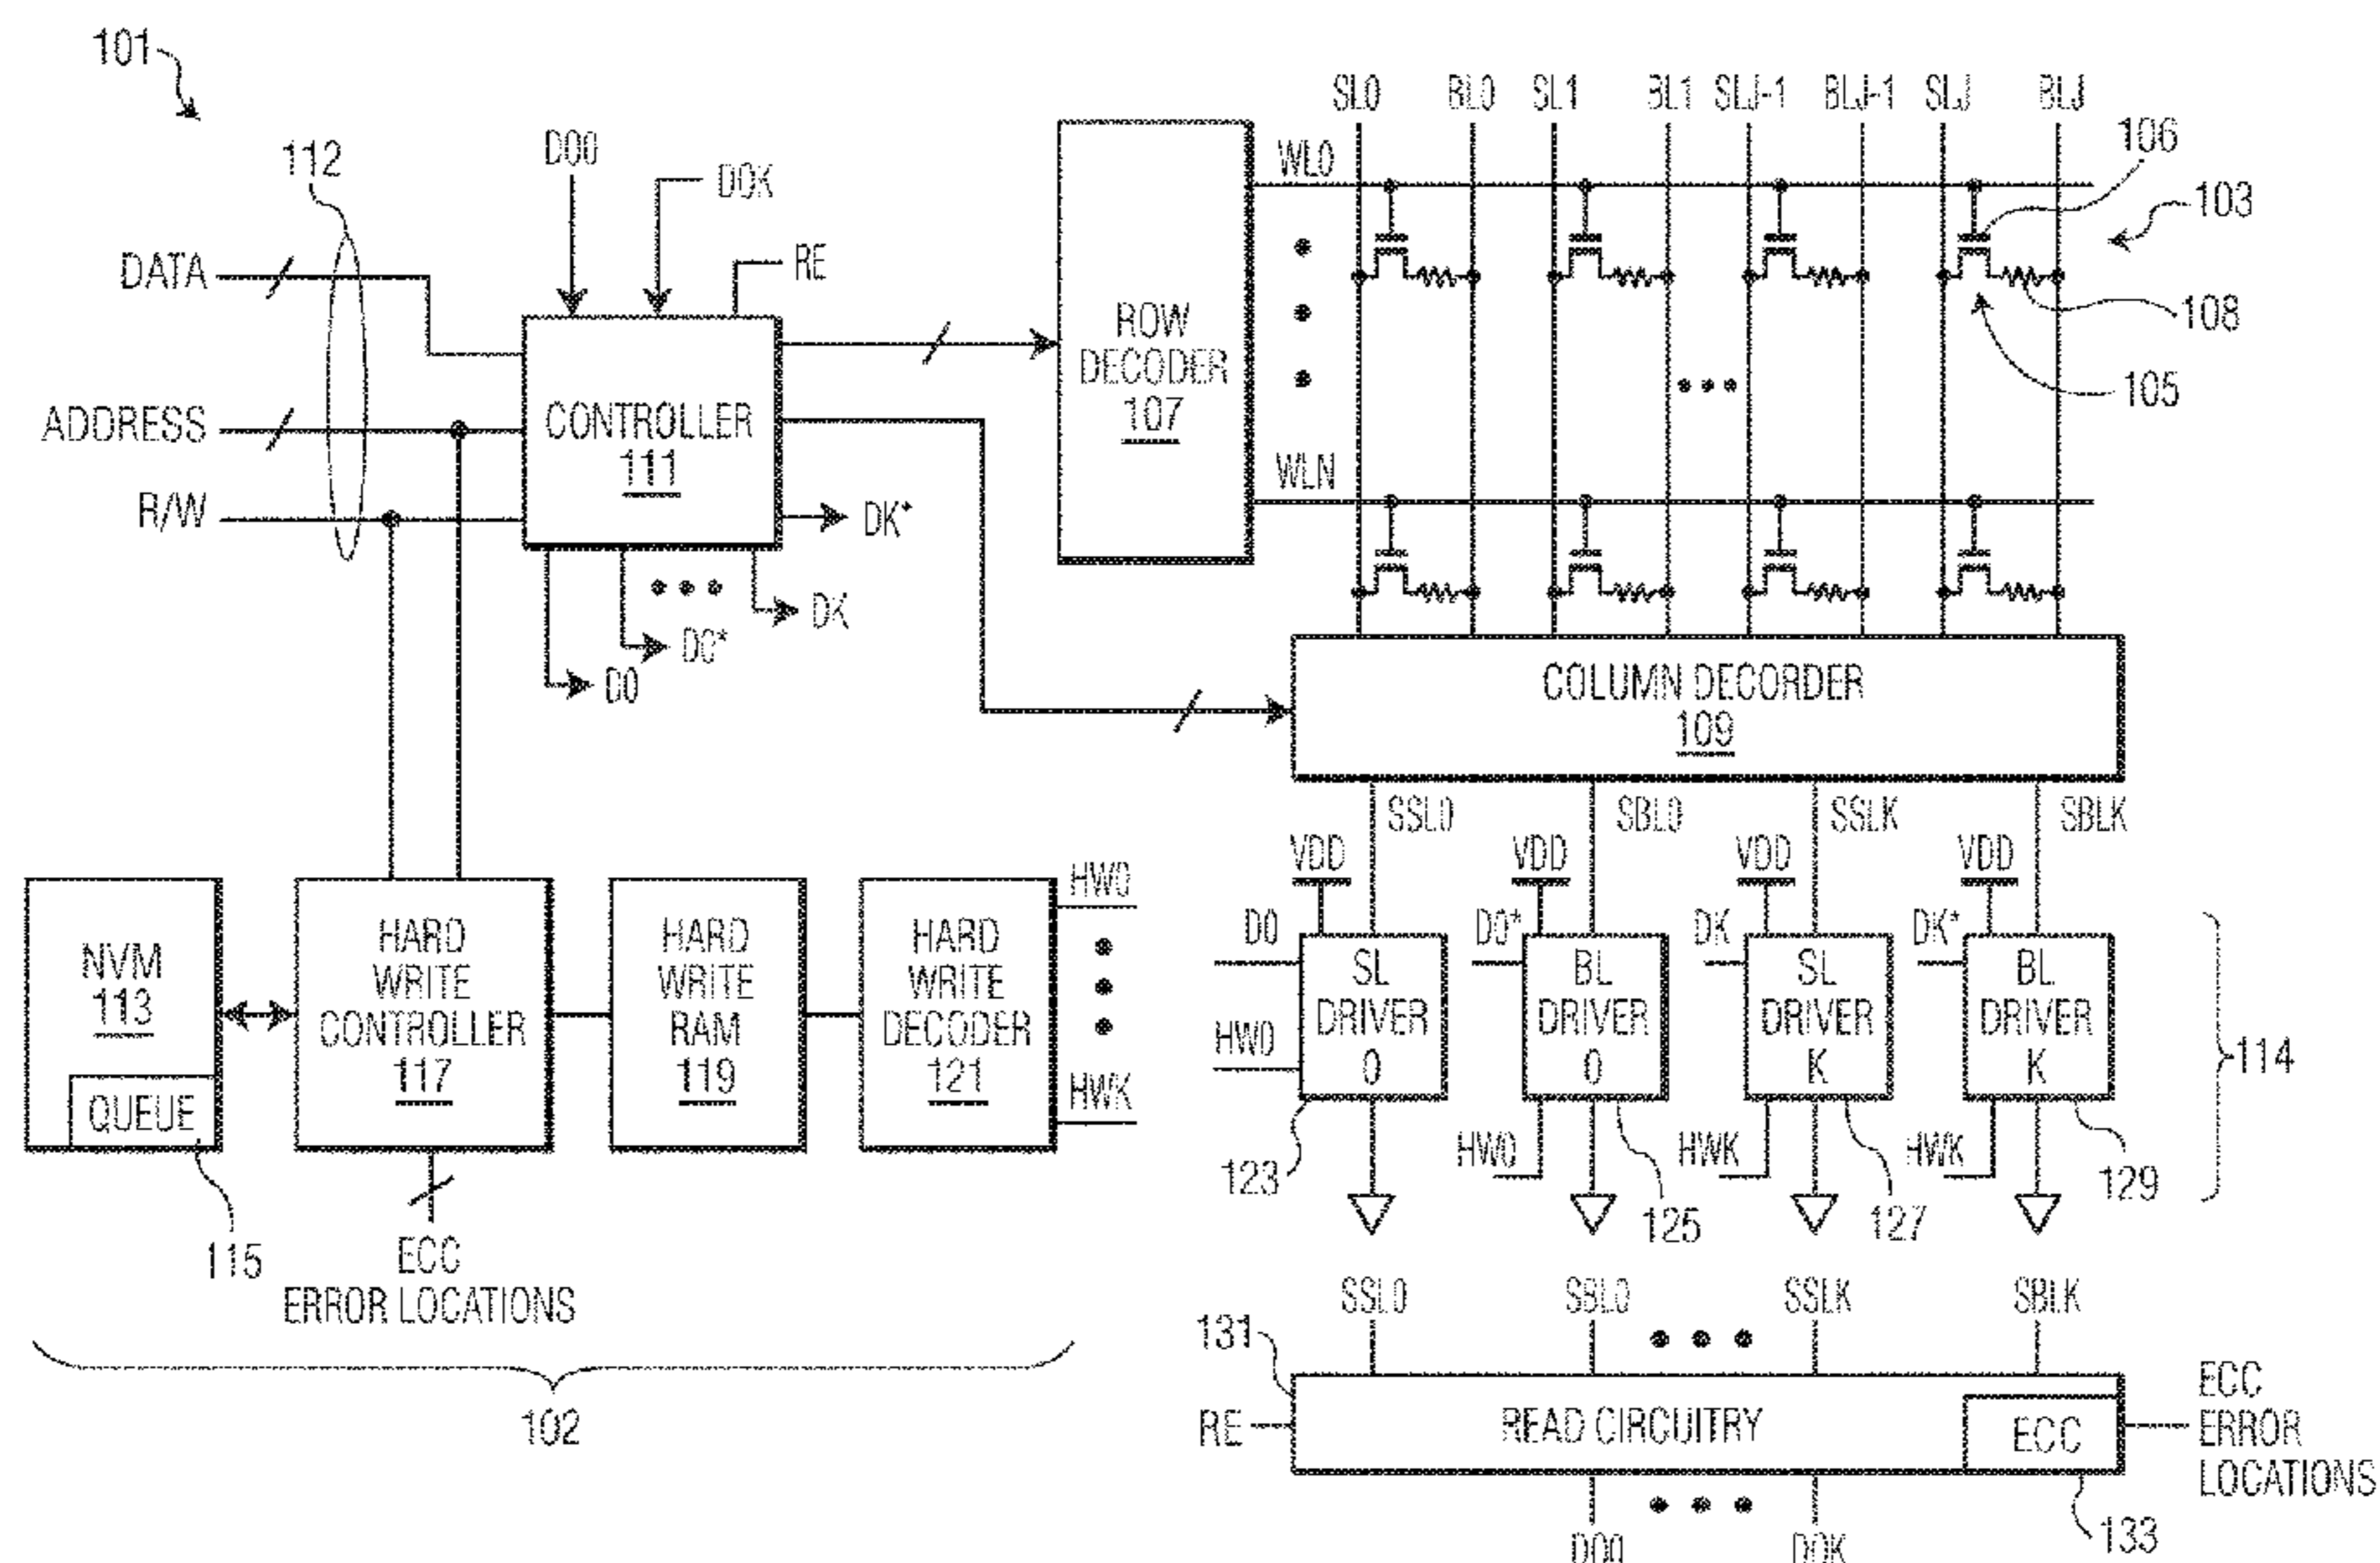 101
112
DATA
ADDRESS
R/W
DO0
DOK
RE
CONTROLLER
111
DK*
DK
D0*
D0
ROW
DECODER
107
WL0
WLN
SL0
BL0
SL1
BL1
SLJ-1
BLJ-1
SLJ
BLJ
106
103
108
105
COLUMN DECORDER
109
SSL0
SBL0
SSLK
SBLK
NVM
113
QUEUE
115
HARD
WRITE
CONTROLLER
117
HARD
WRITE
RAM
119
HARD
WRITE
DECODER
121
HW0
HWK
ECC
ERROR LOCATIONS
102
VDD
VDD
VDD
VDD
D0
HW0
SL
DRIVER
0
123
D0*
BL
DRIVER
0
HW0
125
DK
SL
DRIVER
K
HWK
127
DK*
BL
DRIVER
K
HWK
129
114
SSL0
SBL0
SSLK
SBLK
131
RE
READ CIRCUITRY
ECC
133
ECC
ERROR
LOCATIONS
DO0
DOK